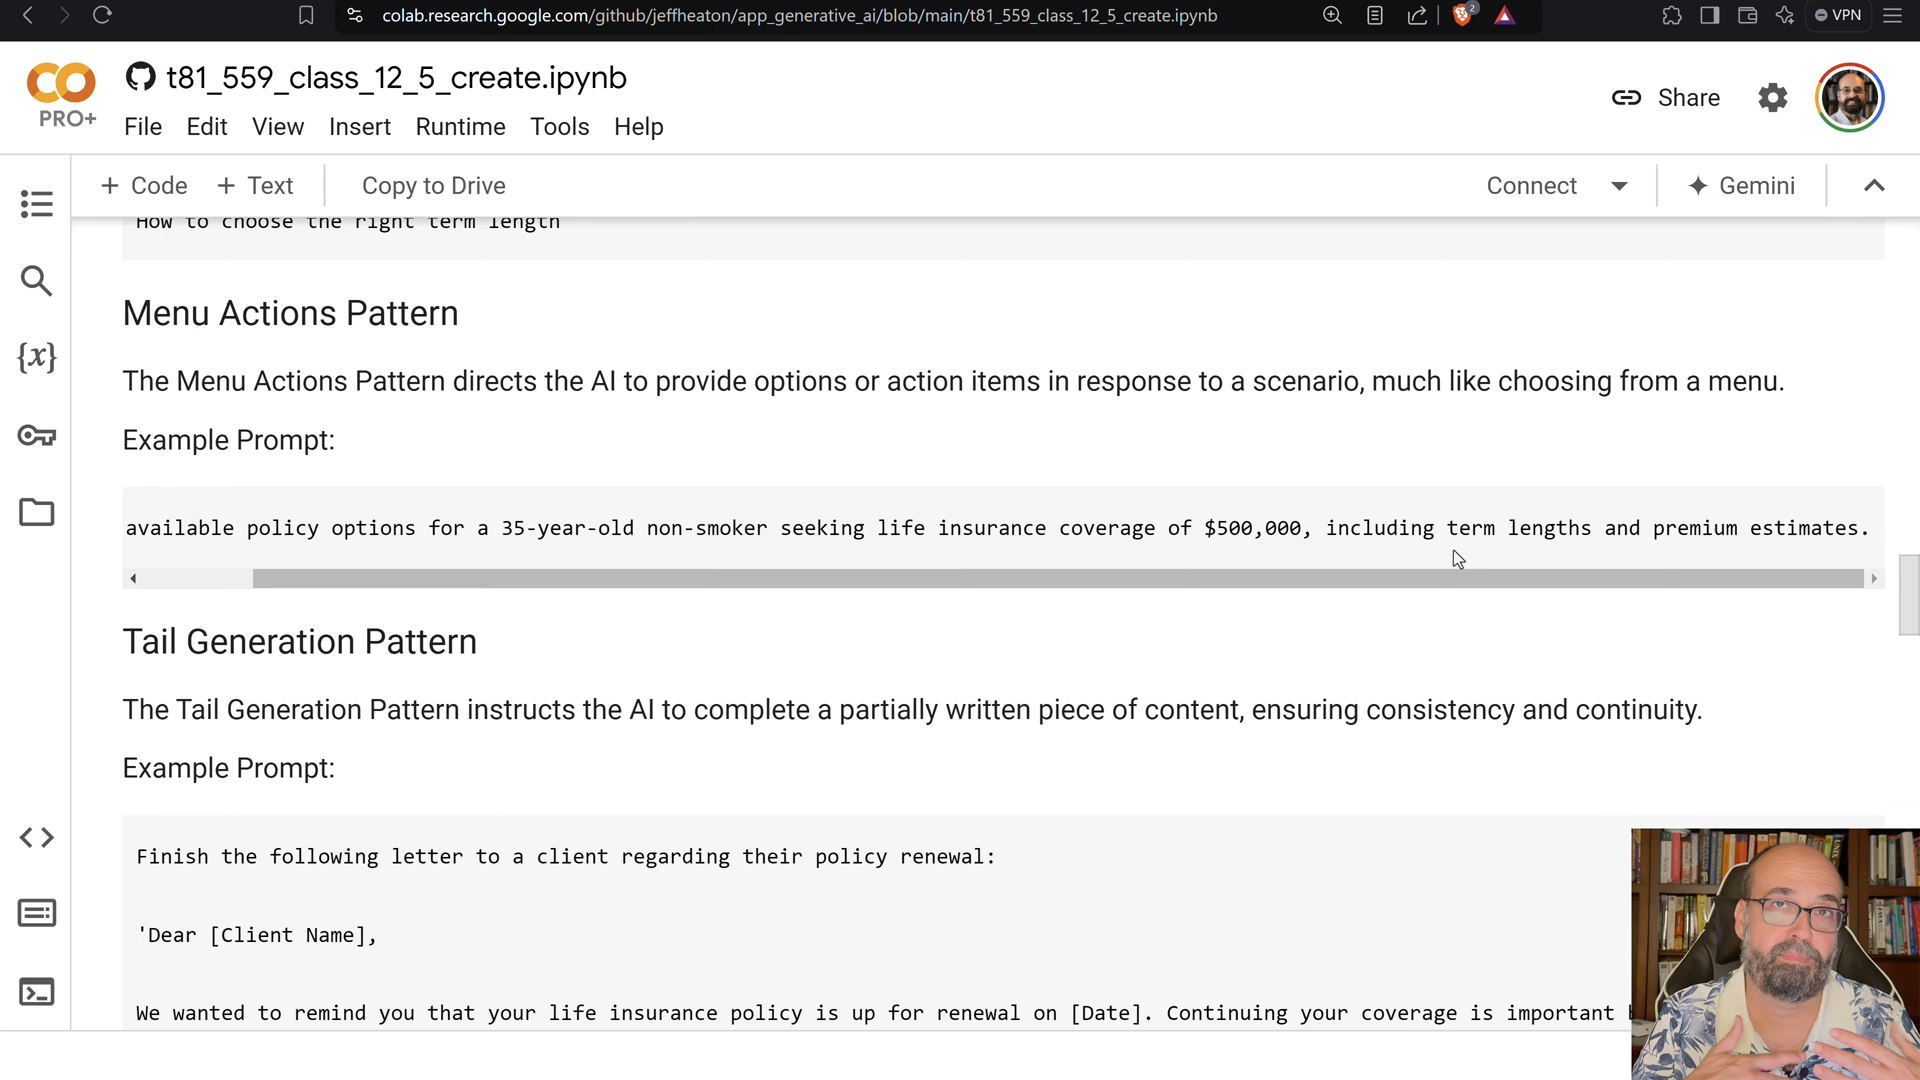 colab.research.google.com/github/jeffheaton/app_generative_ai/blob/main/t81_559_class_12_5_create.ipynb
2
VPN
PRO+
t81_559_class_12_5_create.ipynb
File Edit View Insert Runtime Tools Help
Share
+ Code + Text Copy to Drive
Connect
Gemini
How to choose the right term length
Menu Actions Pattern
The Menu Actions Pattern directs the AI to provide options or action items in response to a scenario, much like choosing from a menu.
Example Prompt:
available policy options for a 35-year-old non-smoker seeking life insurance coverage of $500,000, including term lengths and premium estimates.
Tail Generation Pattern
The Tail Generation Pattern instructs the AI to complete a partially written piece of content, ensuring consistency and continuity.
Example Prompt:
Finish the following letter to a client regarding their policy renewal:
'Dear [Client Name],
We wanted to remind you that your life insurance policy is up for renewal on [Date]. Continuing your coverage is important